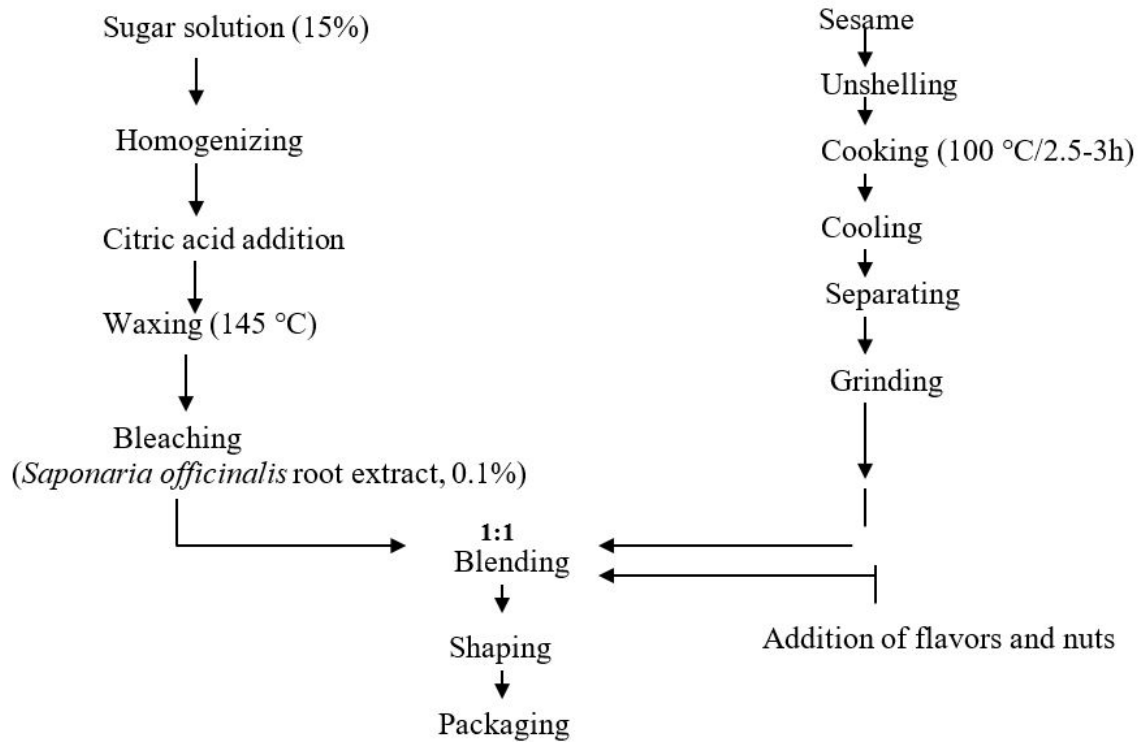 Sugar solution (15%)
Homogenizing
Citric acid addition
Waxing (145 °C)
Bleaching
(Saponaria officinalis root extract, 0.1%)
Sesame
Unshelling
Cooking (100 °C/2.5-3h)
Cooling
Separating
Grinding
1:1
Blending
Addition of flavors and nuts
Shaping
Packaging